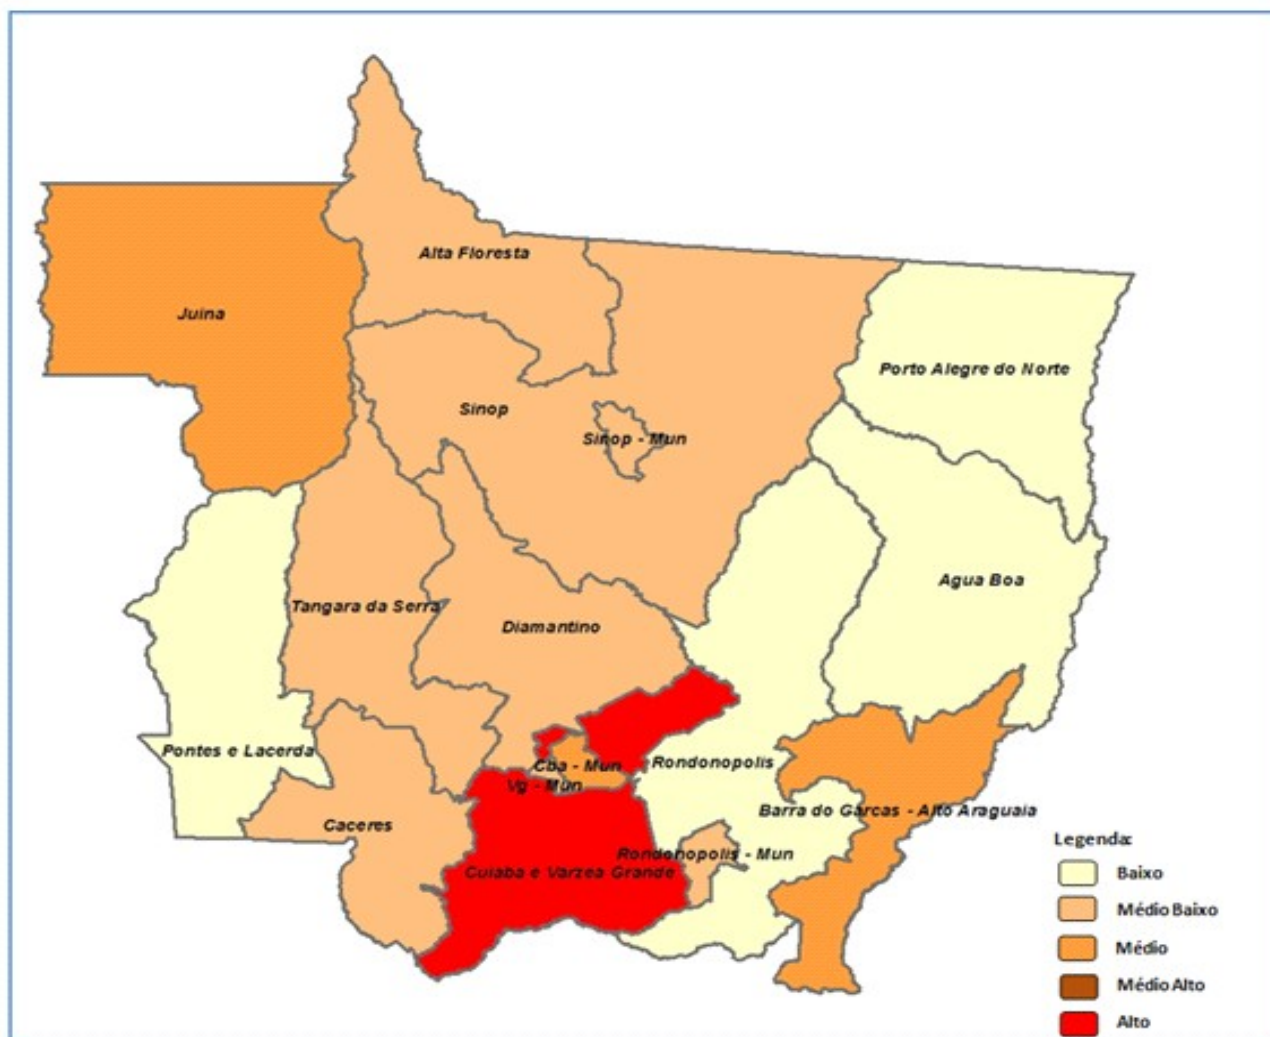 Alta Floresta
Juina
Porto Alegre do Norte
Sinop
Sinop - Mun
Agua Boa
Tangara da Serra
Diamantino
Pontes e Lacerda
Cba - Mun
Rondonopolis
Vg - Mun
Barra do Garcas - Alto Araguaia
Caceres
Rondonopolis - Mun
Cuiaba e Varzea Grande
Legenda:
Baixo
Médio Baixo
Médio
Médio Alto
Alto